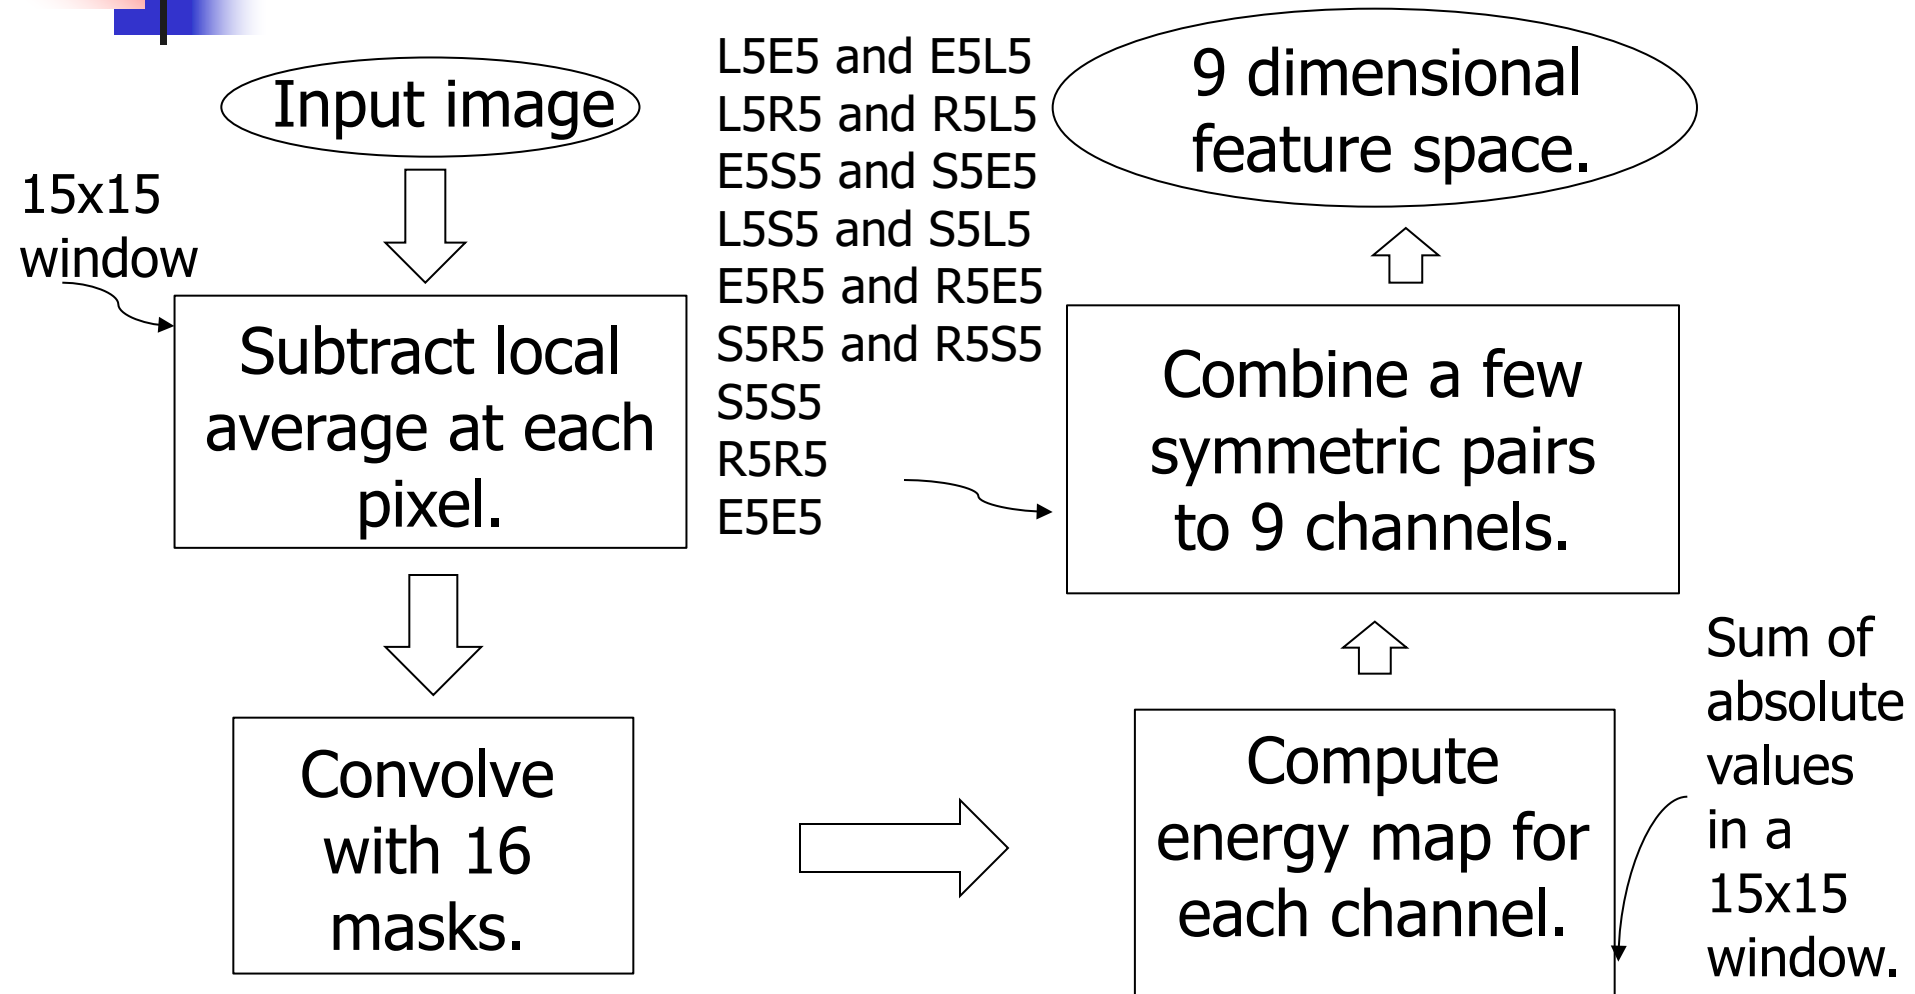 Input image
15x15
window
Subtract local
average at each
pixel.
Convolve
with 16
masks.
L5E5 and E5L5
L5R5 and R5L5
E5S5 and S5E5
L5S5 and S5L5
E5R5 and R5E5
S5R5 and R5S5
S5S5
R5R5
E5E5
9 dimensional
feature space.
Combine a few
symmetric pairs
to 9 channels.
Compute
energy map for
each channel.
Sum of
absolute
values
in a
15x15
window.